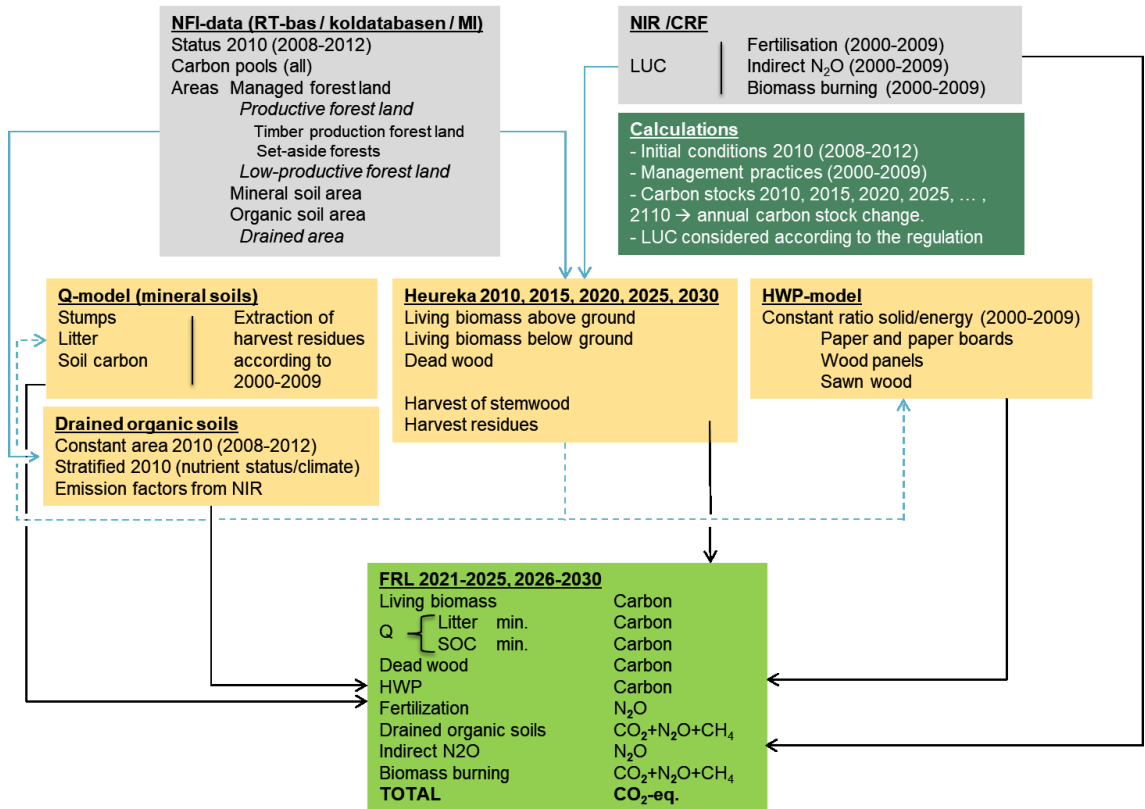 NFI-data (RT-bas / koldatabasen / MI)
Status 2010 (2008-2012)
Carbon pools (all)
Areas Managed forest land
Productive forest land
Timber production forest land
Set-aside forests
Low-productive forest land
Mineral soil area
Organic soil area
Drained area
NIR /CRF
LUC
Fertilisation (2000-2009)
Indirect N₂O (2000-2009)
Biomass burning (2000-2009)
Calculations
- Initial conditions 2010 (2008-2012)
- Management practices (2000-2009)
- Carbon stocks 2010, 2015, 2020, 2025, ... ,
2110 → annual carbon stock change.
- LUC considered according to the regulation
Q-model (mineral soils)
Stumps
Litter
Soil carbon
Extraction of
harvest residues
according to
2000-2009
Heureka 2010, 2015, 2020, 2025, 2030
Living biomass above ground
Living biomass below ground
Dead wood
Harvest of stemwood
Harvest residues
HWP-model
Constant ratio solid/energy (2000-2009)
Paper and paper boards
Wood panels
Sawn wood
Drained organic soils
Constant area 2010 (2008-2012)
Stratified 2010 (nutrient status/climate)
Emission factors from NIR
FRL 2021-2025, 2026-2030
Living biomass Carbon
Q
Litter min. Carbon
SOC min. Carbon
Dead wood Carbon
HWP Carbon
Fertilization N₂O
Drained organic soils CO₂+N₂O+CH₄
Indirect N2O N₂O
Biomass burning CO₂+N₂O+CH₄
TOTAL CO₂-eq.